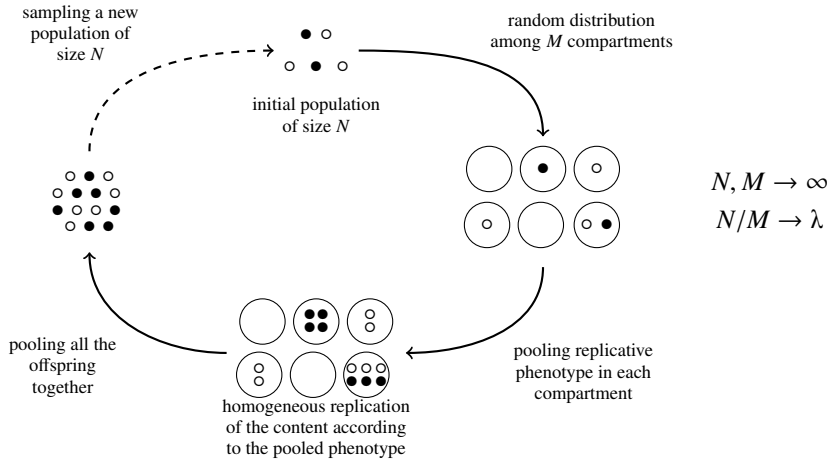 sampling a new
population of
size N
random distribution
among M compartments
initial population
of size N
N, M → ∞
N/M → λ
pooling all the
offspring
together
pooling replicative
phenotype in each
compartment
homogeneous replication
of the content according
to the pooled phenotype